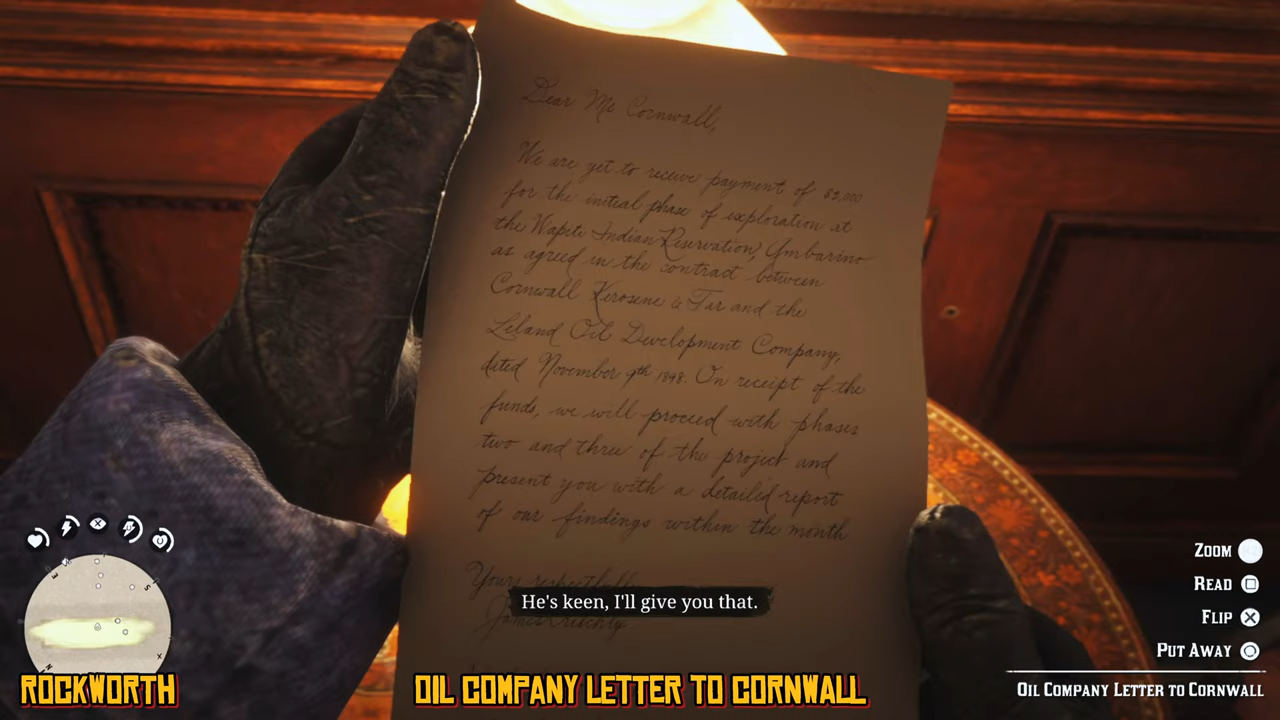 Dear Mr Cornwall,
We are yet to receive payment of $2,000
for the initial phase of exploration at
the Wapiti Indian Reservation, Ambarino
as agreed in the contract between
Cornwall Kerosene & Tar and the
Leland Oil Development Company,
dated November 9th 1898. On receipt of the
funds, we will proceed with phases
two and three of the project and
present you with a detailed report
of our findings within the month
Yours respectfully
He's keen, I'll give you that.
James
ZOOM
READ
FLIP
PUT AWAY
OIL COMPANY LETTER TO CORNWALL
E
S
N
ROCKWORTH
OIL COMPANY LETTER TO CORNWALL